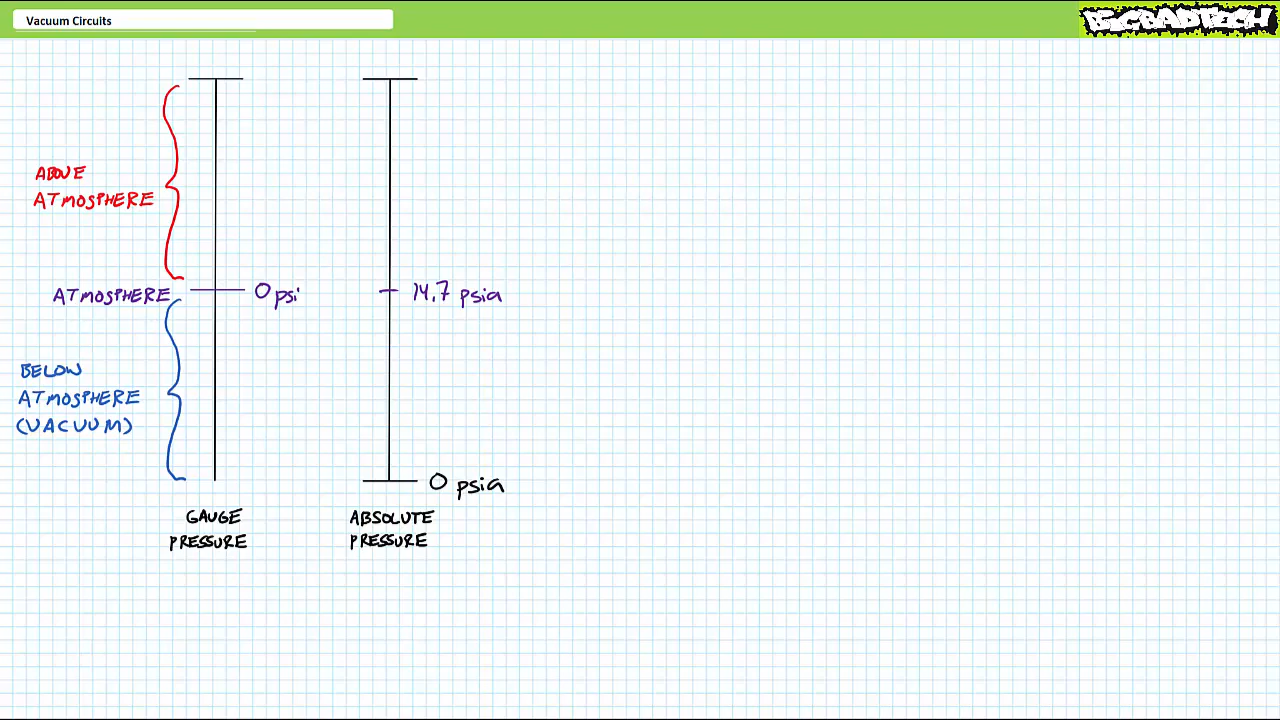 Vacuum Circuits
BIGBADTECH
ABOVE
ATMOSPHERE
ATMOSPHERE
0 psi
14.7 psia
BELOW
ATMOSPHERE
(VACUUM)
0 psia
GAUGE
PRESSURE
ABSOLUTE
PRESSURE